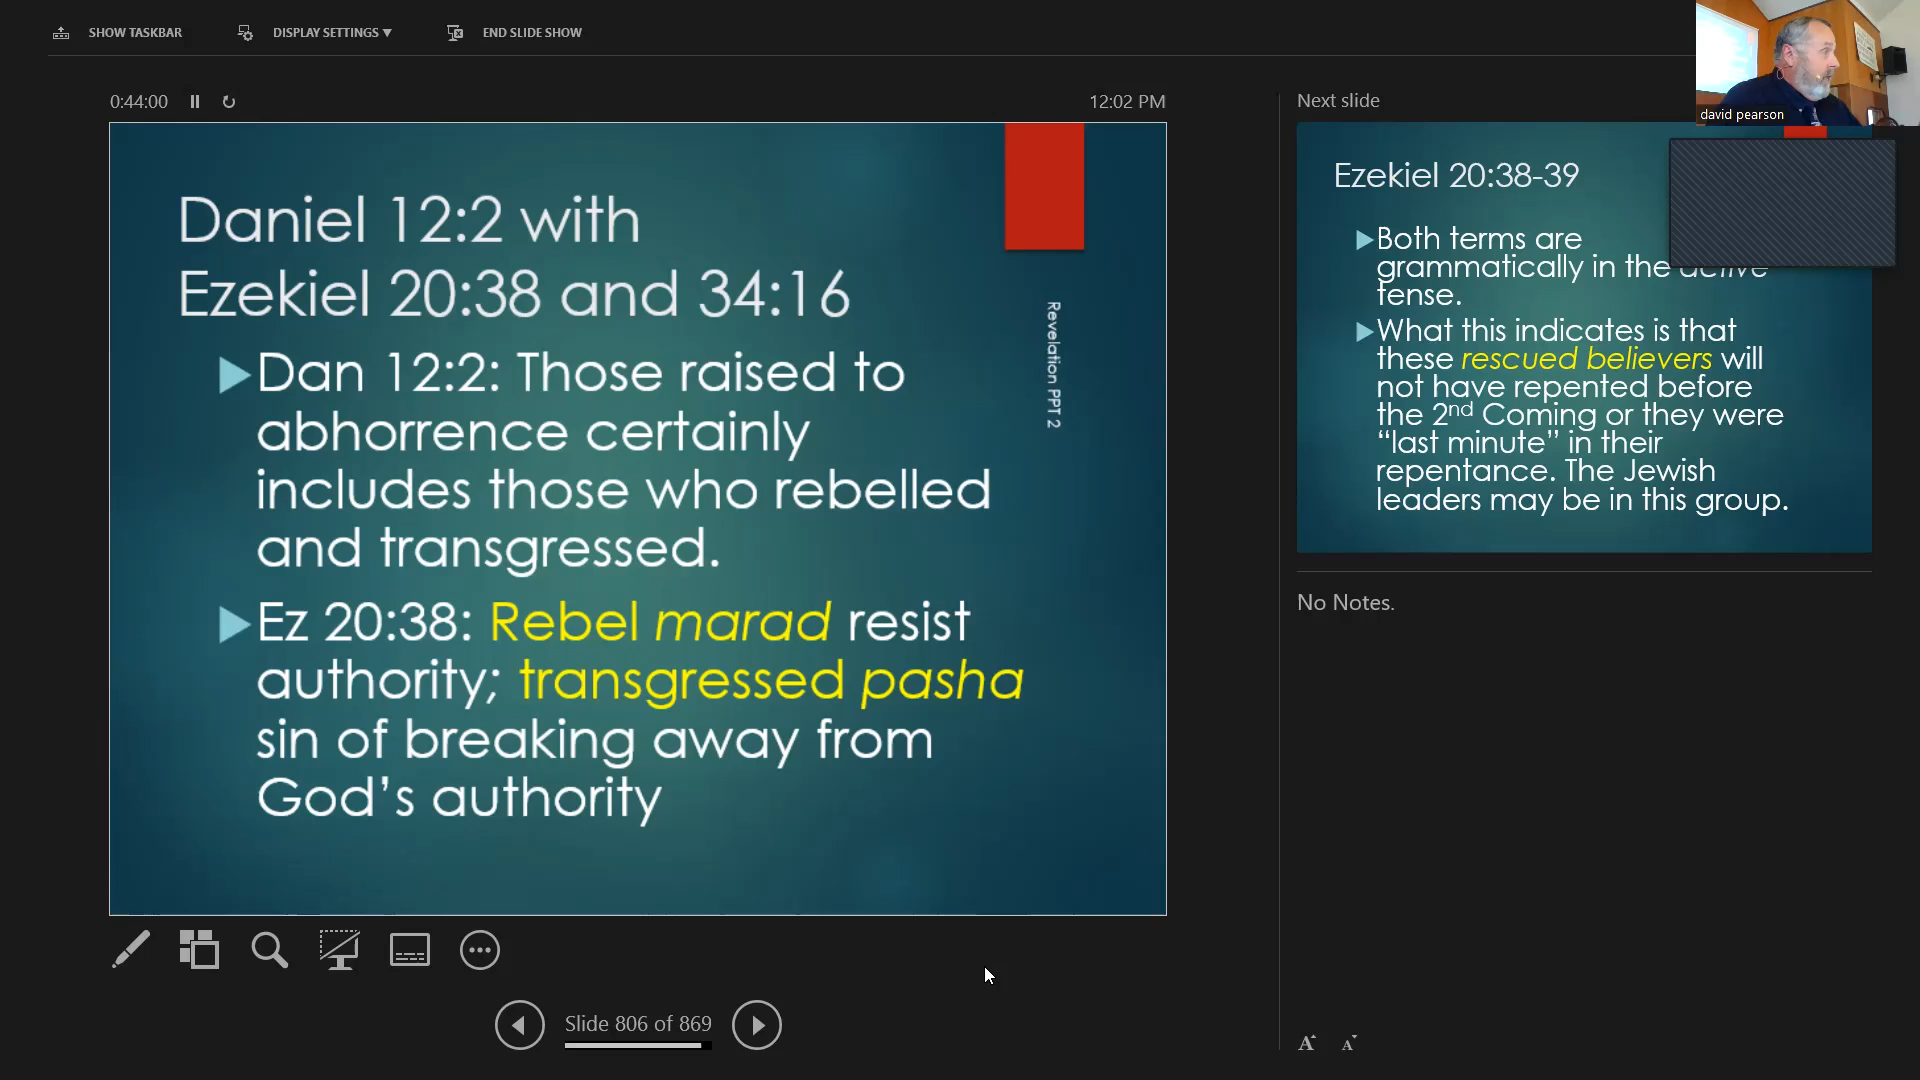 SHOW TASKBAR
DISPLAY SETTINGS ▼
END SLIDE SHOW
0:44:00
12:02 PM
Daniel 12:2 with
Ezekiel 20:38 and 34:16
Dan 12:2: Those raised to
abhorrence certainly
includes those who rebelled
and transgressed.
Ez 20:38: Rebel marad resist
authority; transgressed pasha
sin of breaking away from
God’s authority
Revelation PPT 2
Slide 806 of 869
Next slide
david pearson
Ezekiel 20:38-39
Both terms are
grammatically in the active
tense.
What this indicates is that
these rescued believers will
not have repented before
the 2nd Coming or they were
“last minute” in their
repentance. The Jewish
leaders may be in this group.
No Notes.
A A